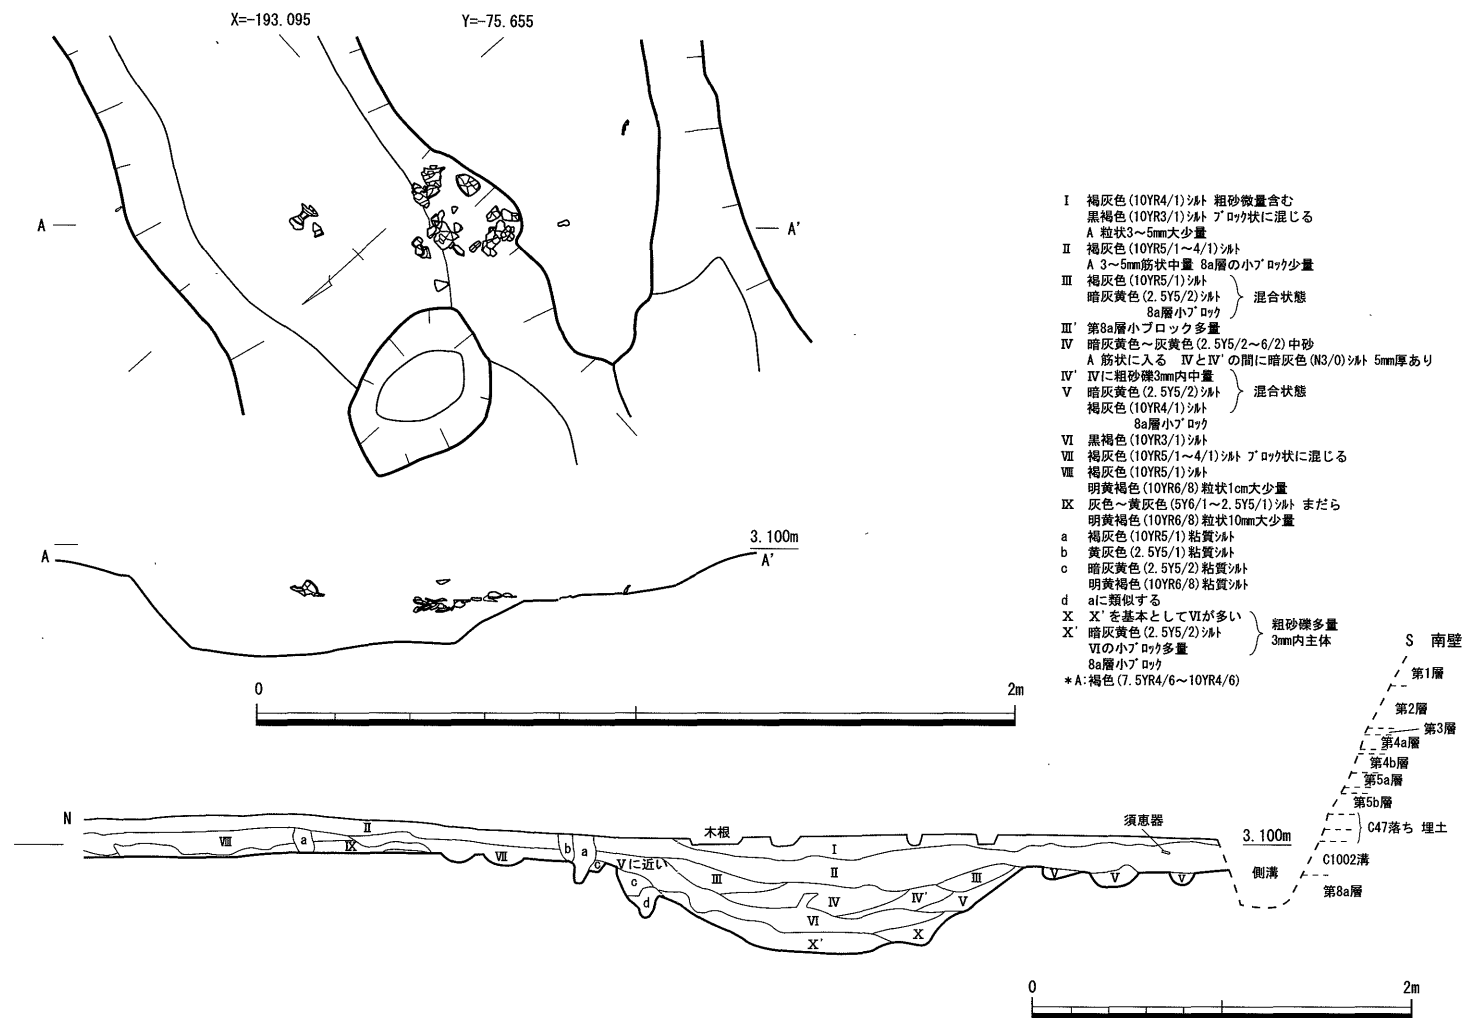 X=-193.095
Y=-75.655
A
A'
Ⅰ 褐灰色(10YR4/1)ｼﾙﾄ 粗砂微量含む
黒褐色(10YR3/1)ｼﾙﾄ ﾌﾞﾛｯｸ状に混じる
A 粒状3～5mm大少量
Ⅱ 褐灰色(10YR5/1～4/1)ｼﾙﾄ
A 3～5mm筋状中量 8a層の小ﾌﾞﾛｯｸ少量
Ⅲ 褐灰色(10YR5/1)ｼﾙﾄ
暗灰黄色(2.5Y5/2)ｼﾙﾄ 混合状態
8a層小ﾌﾞﾛｯｸ
Ⅲ' 第8a層小ブロック多量
Ⅳ 暗灰黄色～灰黄色(2.5Y5/2～6/2)中砂
A 筋状に入る ⅣとⅣ'の間に暗灰色(N3/0)ｼﾙﾄ 5mm厚あり
Ⅳ' Ⅳに粗砂礫3mm内中量
Ⅴ 暗灰黄色(2.5Y5/2)ｼﾙﾄ 混合状態
褐灰色(10YR4/1)ｼﾙﾄ
8a層小ﾌﾞﾛｯｸ
Ⅵ 黒褐色(10YR3/1)ｼﾙﾄ
Ⅶ 褐灰色(10YR5/1～4/1)ｼﾙﾄ ﾌﾞﾛｯｸ状に混じる
Ⅷ 褐灰色(10YR5/1)ｼﾙﾄ
明黄褐色(10YR6/8)粒状1cm大少量
Ⅸ 灰色～黄灰色(5Y6/1～2.5Y5/1)ｼﾙﾄ まだら
明黄褐色(10YR6/8)粒状10mm大少量
a 褐灰色(10YR5/1)粘質ｼﾙﾄ
b 黄灰色(2.5Y5/1)粘質ｼﾙﾄ
c 暗灰黄色(2.5Y5/2)粘質ｼﾙﾄ
明黄褐色(10YR6/8)粘質ｼﾙﾄ
d aに類似する
Ⅹ Ⅹ'を基本としてⅥが多い
Ⅹ' 暗灰黄色(2.5Y5/2)ｼﾙﾄ
Ⅵの小ﾌﾞﾛｯｸ多量
8a層小ﾌﾞﾛｯｸ
粗砂礫多量
3mm内主体
*A:褐色(7.5YR4/6～10YR4/6)
A
3.100m
A'
0
2m
S 南壁
第1層
第2層
第3層
第4a層
第4b層
第5a層
第5b層
C47落ち 埋土
C1002溝
第8a層
N
木根
須恵器
3.100m
側溝
Ⅷ
a
Ⅱ
Ⅸ
Ⅶ
b
a
c
Ⅴに近い
c
d
Ⅰ
Ⅱ
Ⅲ
Ⅲ
Ⅳ
Ⅳ'
Ⅴ
Ⅵ
Ⅹ
Ⅹ'
Ⅴ
Ⅴ
Ⅴ
0
2m